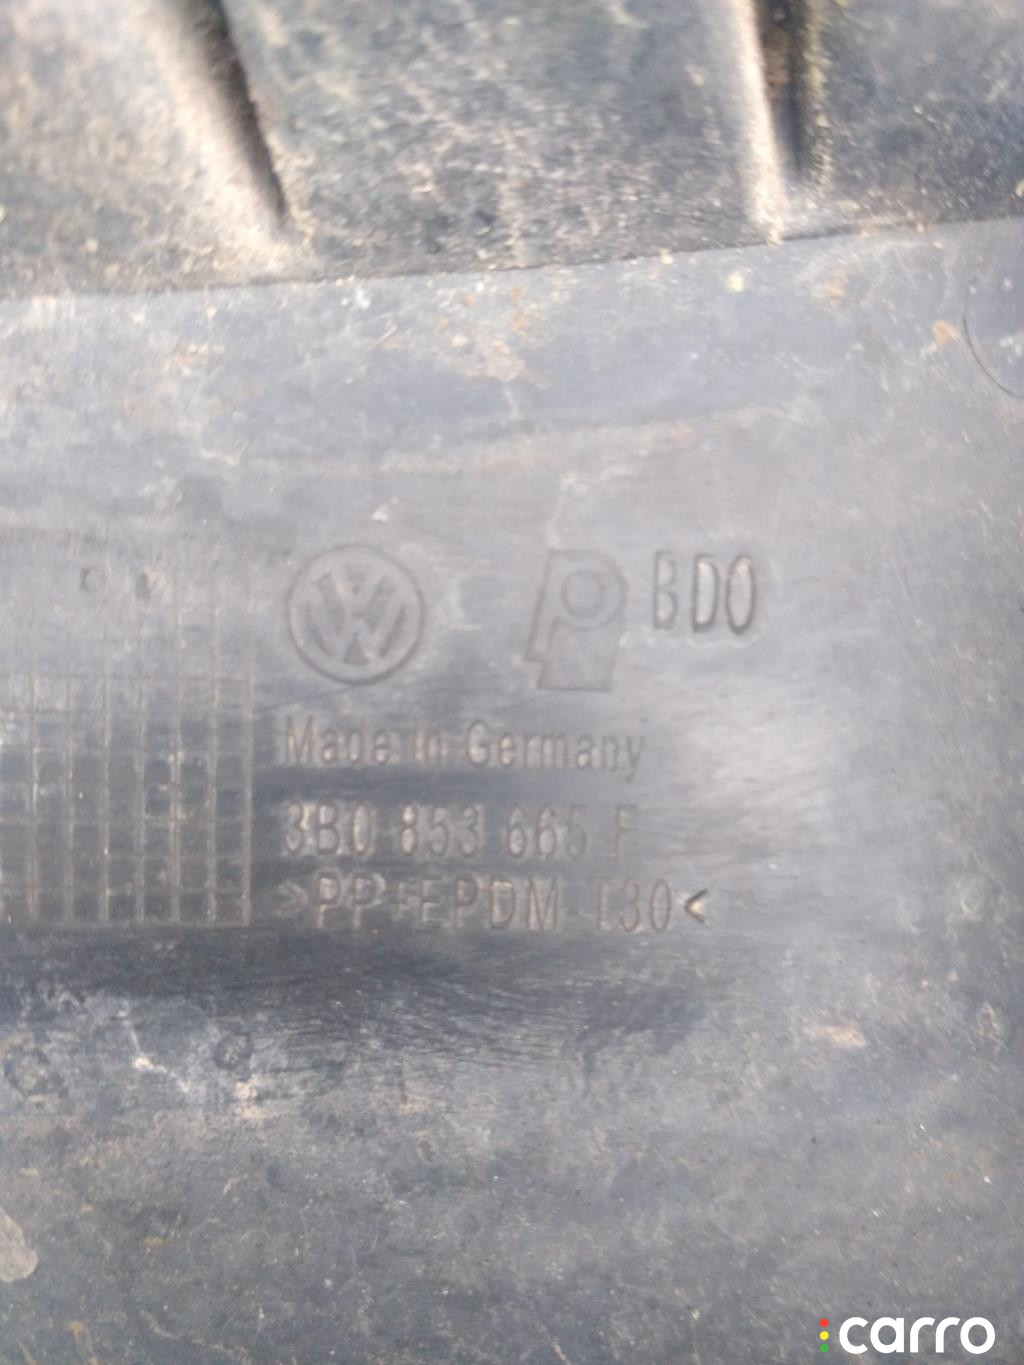 BDO
Made in Germany
3B0 853 665 F
>PP+EPDM T30<
carro